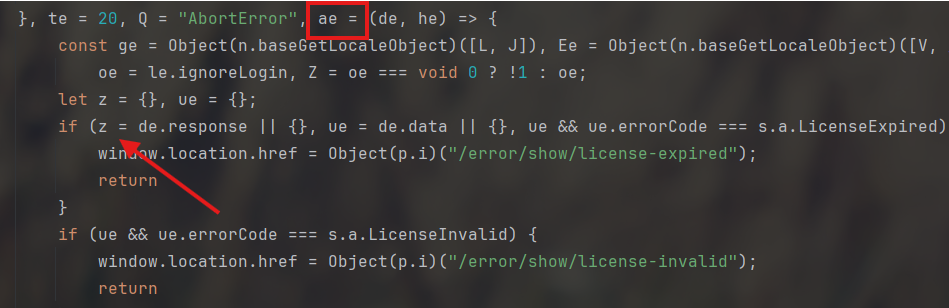 }, te = 20, Q = "AbortError", ae = (de, he) => {
const ge = Object(n.baseGetLocaleObject)([L, J]), Ee = Object(n.baseGetLocaleObject)([V,
oe = le.ignoreLogin, Z = oe === void 0 ? !1 : oe;
let z = {}, ue = {};
if (z = de.response || {}, ue = de.data || {}, ue && ue.errorCode === s.a.LicenseExpired)
window.location.href = Object(p.i)("/error/show/license-expired");
return
}
if (ue && ue.errorCode === s.a.LicenseInvalid) {
window.location.href = Object(p.i)("/error/show/license-invalid");
return